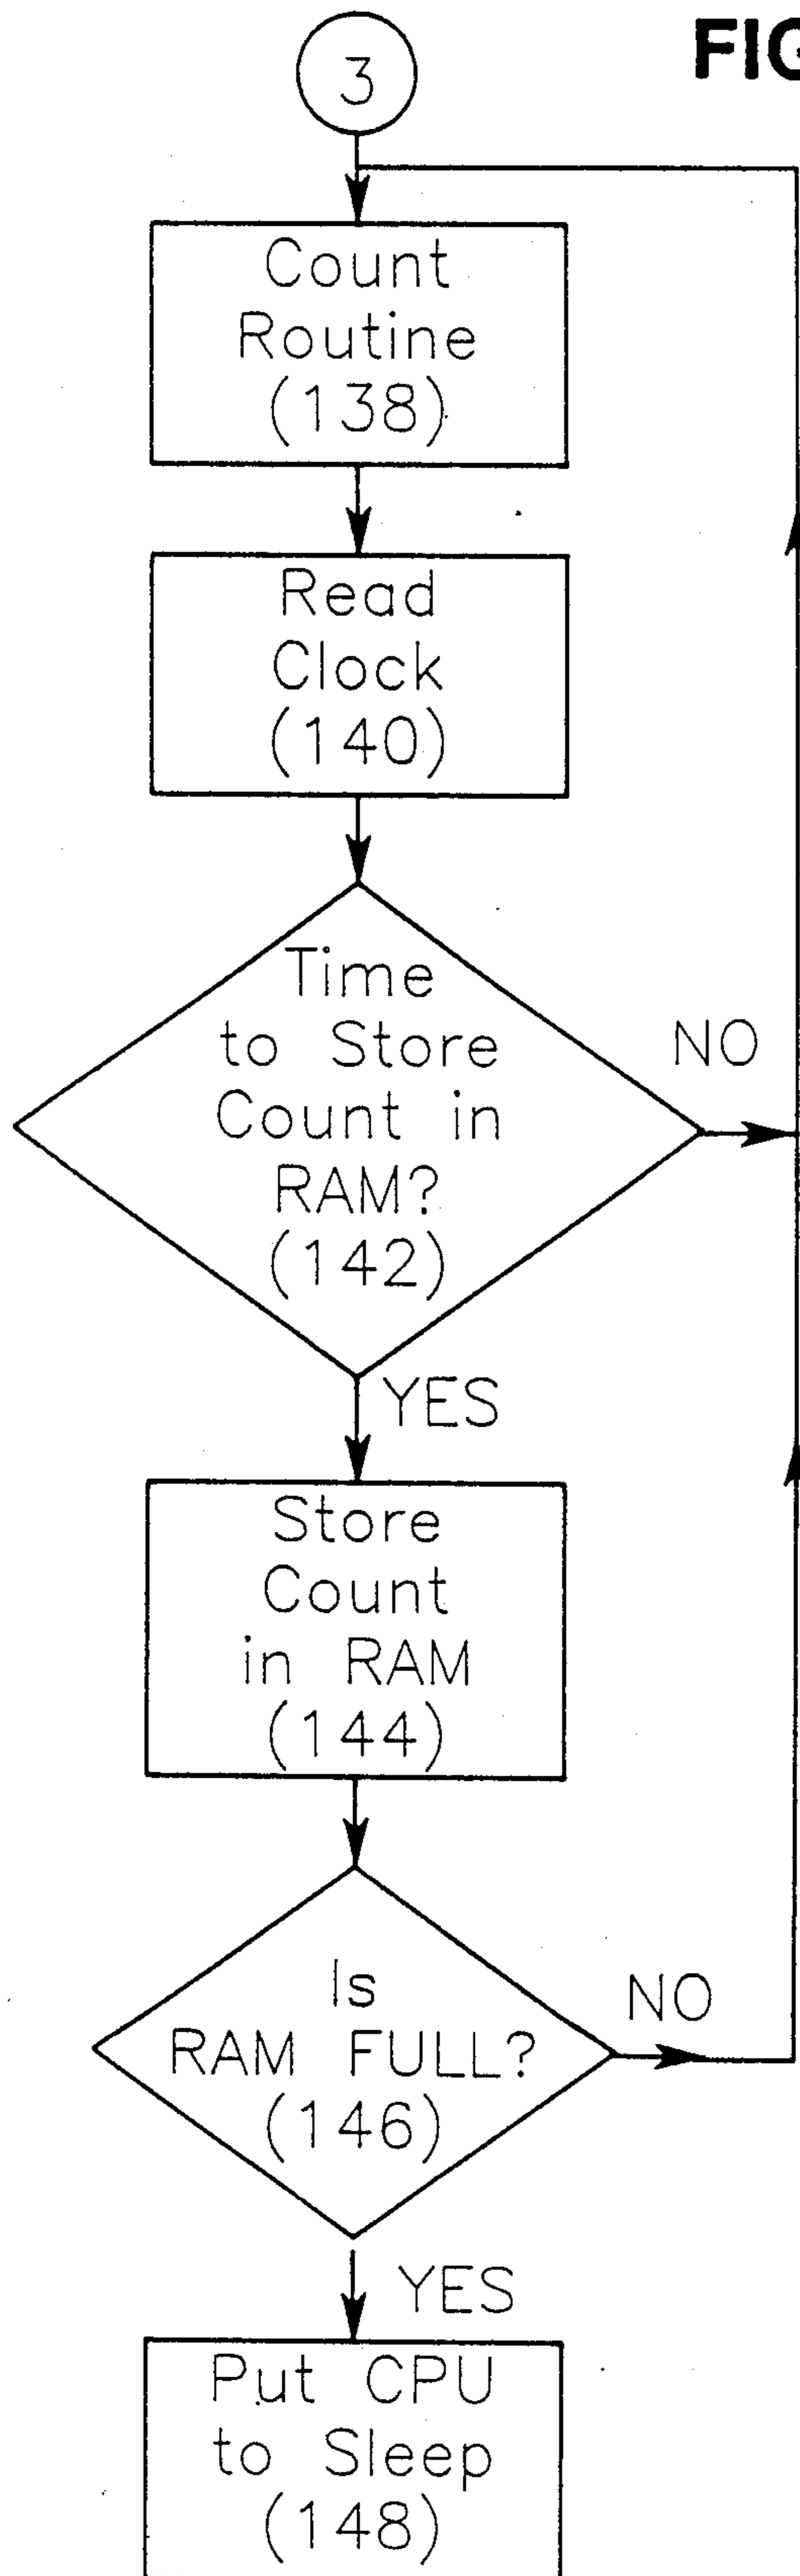 3
FIG
Count
Routine
(138)
Read
Clock
(140)
Time
to Store
Count in
RAM?
(142)
NO
YES
Store
Count
in RAM
(144)
Is
RAM FULL?
(146)
NO
YES
Put CPU
to Sleep
(148)